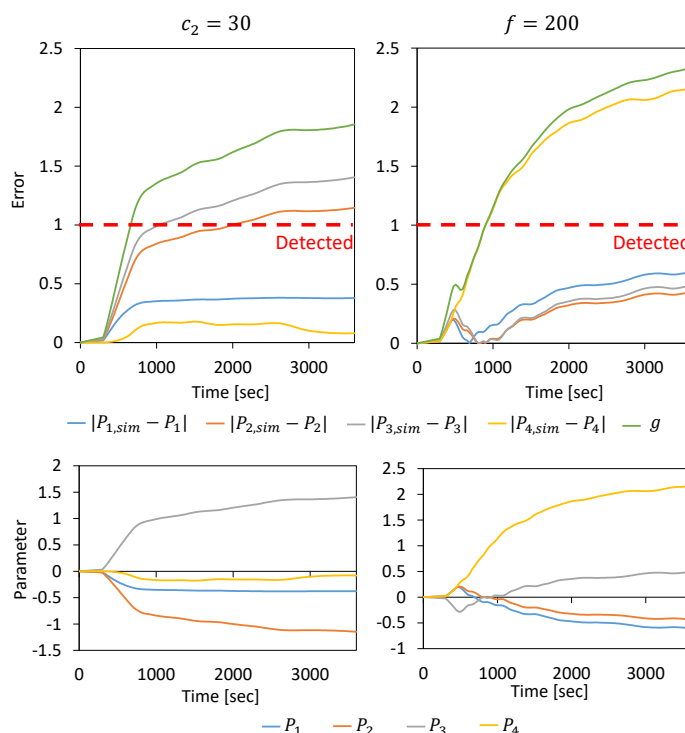 c₂ = 30
f = 200
Error
2.5
2
1.5
1
0.5
0
Detected
0 1000 2000 3000
Time [sec]
2.5
2
1.5
1
0.5
0
Detected
0 1000 2000 3000
Time [sec]
|P₁,sim − P₁| |P₂,sim − P₂| |P₃,sim − P₃| |P₄,sim − P₄| g
Parameter
2
1.5
1
0.5
0
-0.5
-1
-1.5
0 1000 2000 3000
Time [sec]
2.5
2
1.5
1
0.5
0
-0.5
-1
0 1000 2000 3000
Time [sec]
P₁ P₂ P₃ P₄